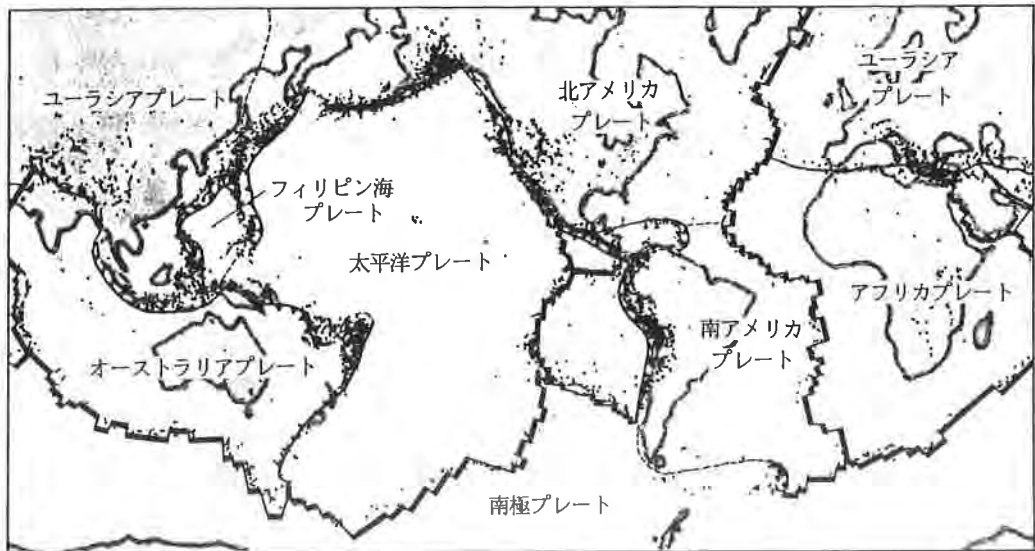 ユーラシアプレート
北アメリカ
プレート
ユーラシア
プレート
フィリピン海
プレート
太平洋プレート
アフリカプレート
南アメリカ
プレート
オーストラリアプレート
南極プレート